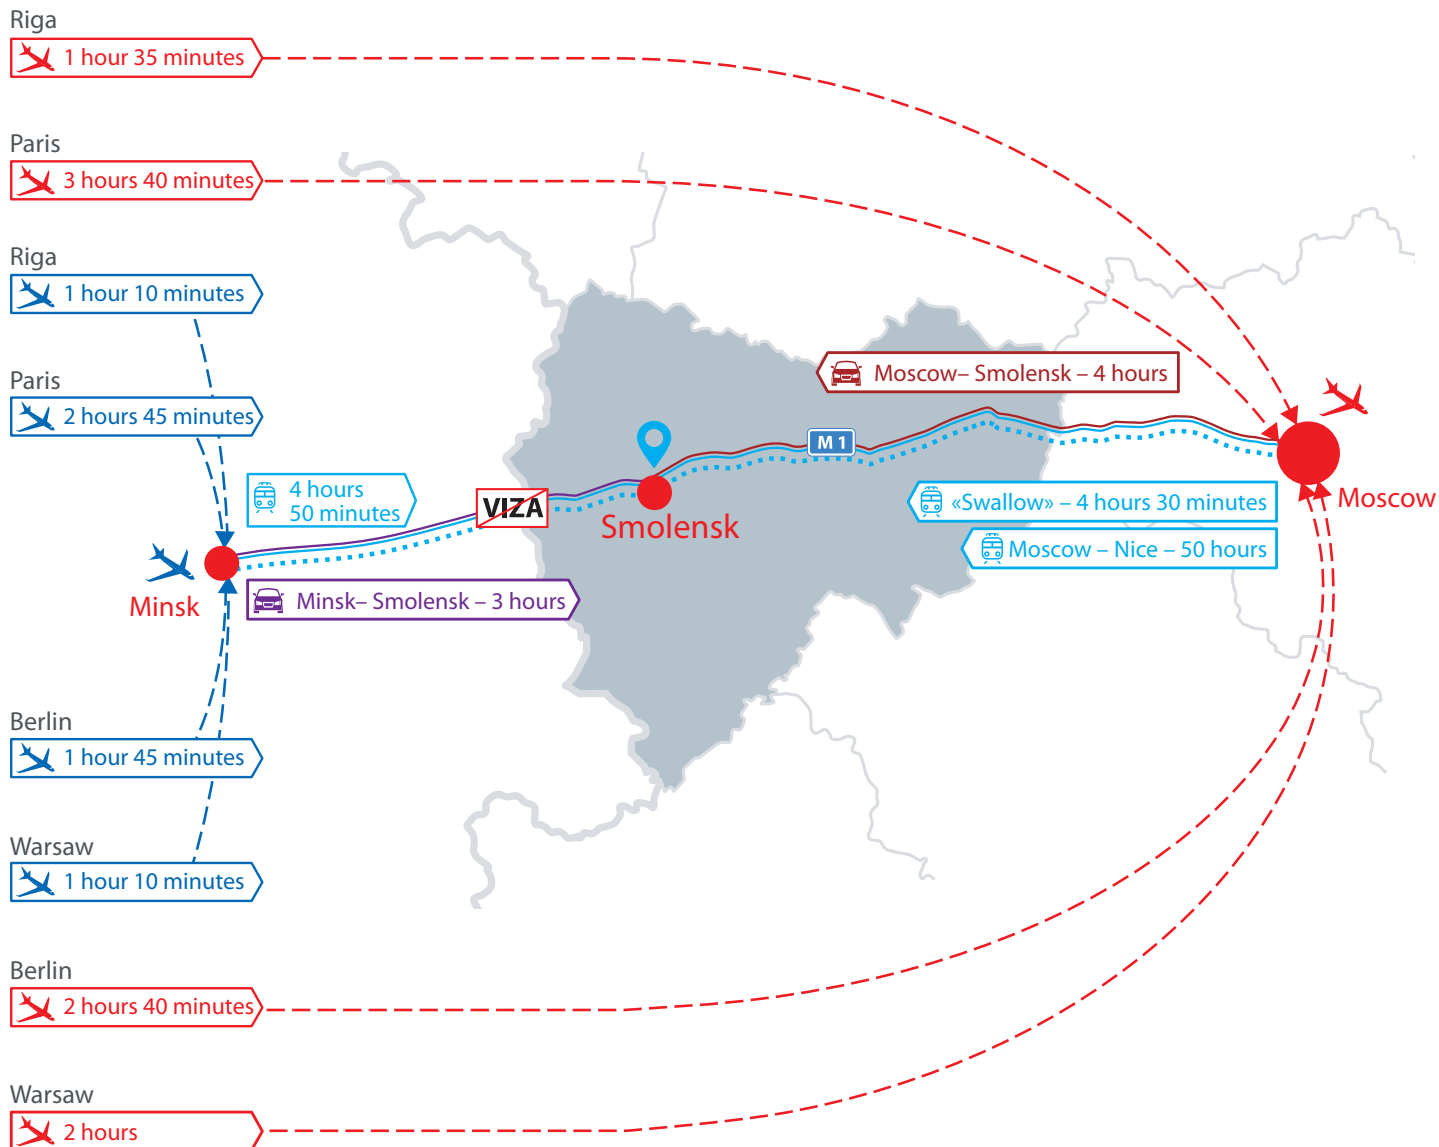 Riga
1 hour 35 minutes
Paris
3 hours 40 minutes
Riga
1 hour 10 minutes
Paris
2 hours 45 minutes
Moscow– Smolensk – 4 hours
M 1
4 hours
50 minutes
VIZA
Smolensk
«Swallow» – 4 hours 30 minutes
Moscow
Moscow – Nice – 50 hours
Minsk
Minsk– Smolensk – 3 hours
Berlin
1 hour 45 minutes
Warsaw
1 hour 10 minutes
Berlin
2 hours 40 minutes
Warsaw
2 hours